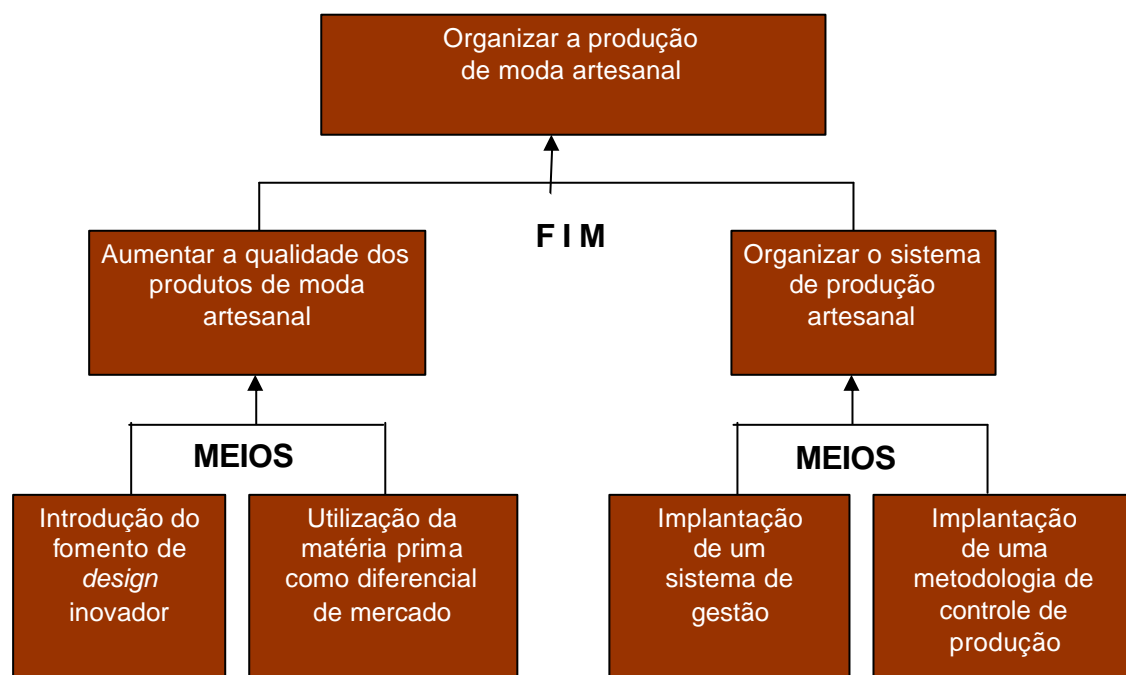 Organizar a produção
de moda artesanal
FIM
Aumentar a qualidade dos
produtos de moda
artesanal
Organizar o sistema
de produção
artesanal
MEIOS
MEIOS
Introdução do
fomento de
design
inovador
Utilização da
matéria prima
como diferencial
de mercado
Implantação
de um
sistema de
gestão
Implantação
de uma
metodologia de
controle de
produção